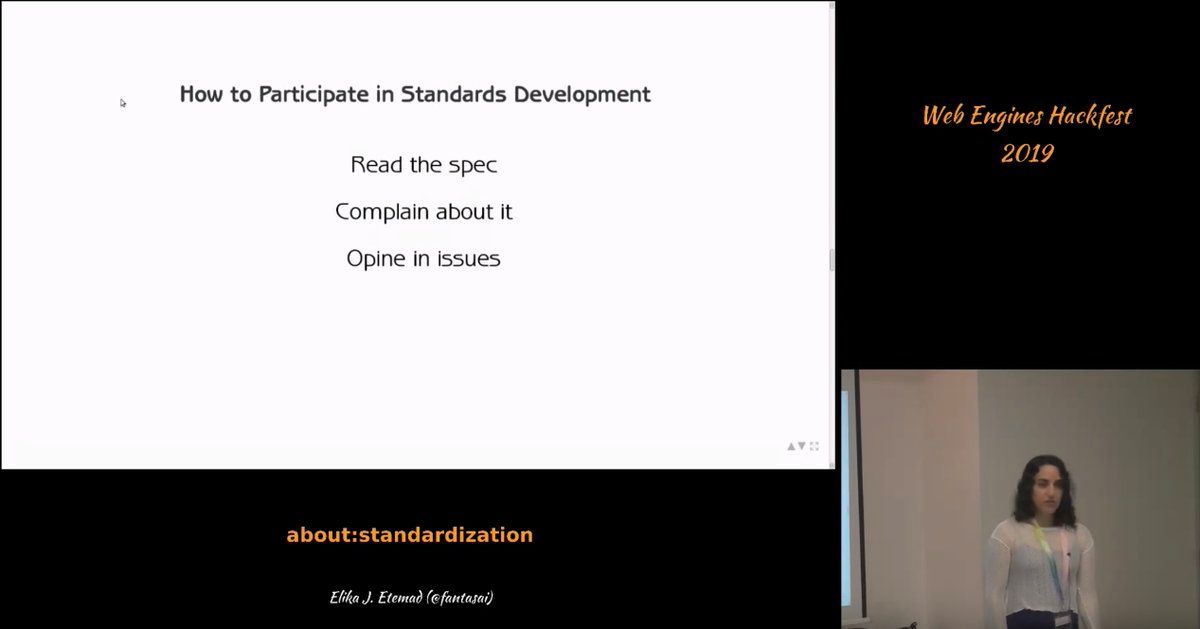 How to Participate in Standards Development
Read the spec
Complain about it
Opine in issues
Web Engines Hackfest
2019
about:standardization
Elika J. Etemad (@fantasai)